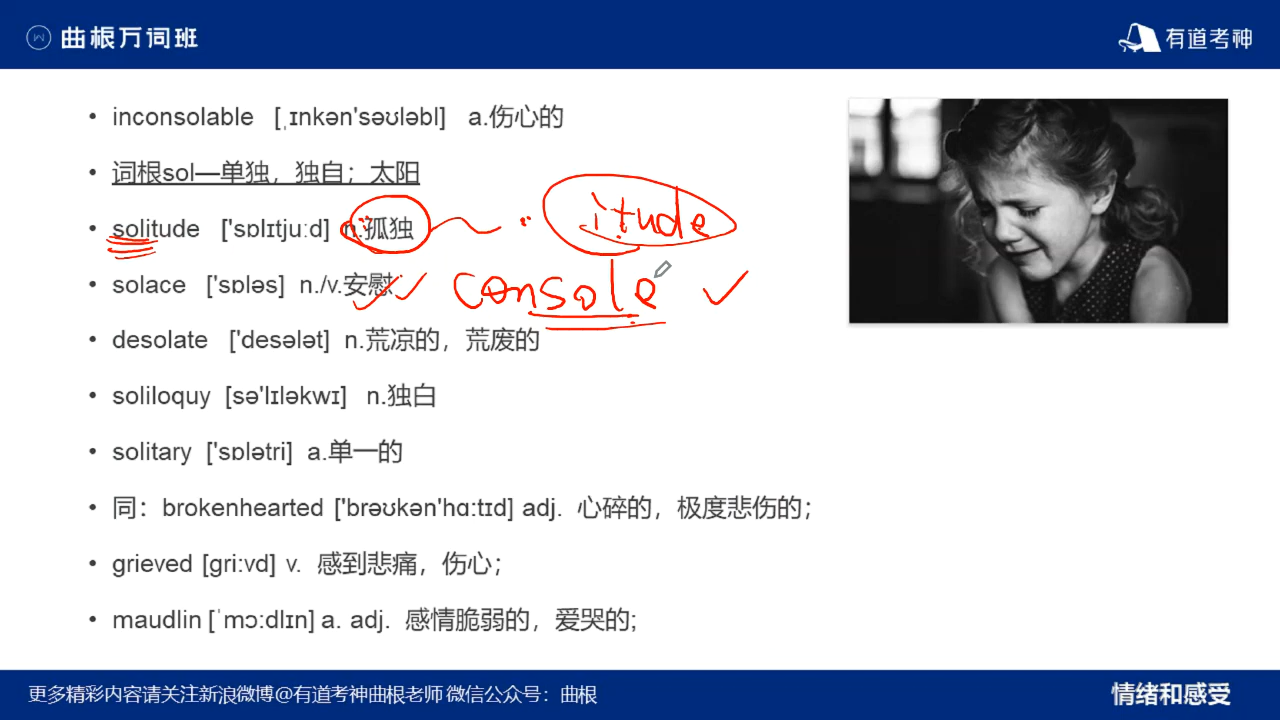 曲根万词班
有道考神
inconsolable [ˌɪnkən'səʊləbl] a.伤心的
词根sol—单独，独自；太阳
solitude ['sɒlɪtjuːd] n.孤独
itude
solace ['sɒləs] n./v.安慰
console
desolate ['desələt] n.荒凉的，荒废的
soliloquy [sə'lɪləkwɪ] n.独白
solitary ['sɒlətri] a.单一的
同：brokenhearted ['brəʊkən'hɑːtɪd] adj. 心碎的，极度悲伤的；
grieved [griːvd] v. 感到悲痛，伤心；
maudlin [ˈmɔːdlɪn] a. adj. 感情脆弱的，爱哭的;
更多精彩内容请关注新浪微博@有道考神曲根老师 微信公众号：曲根
情绪和感受